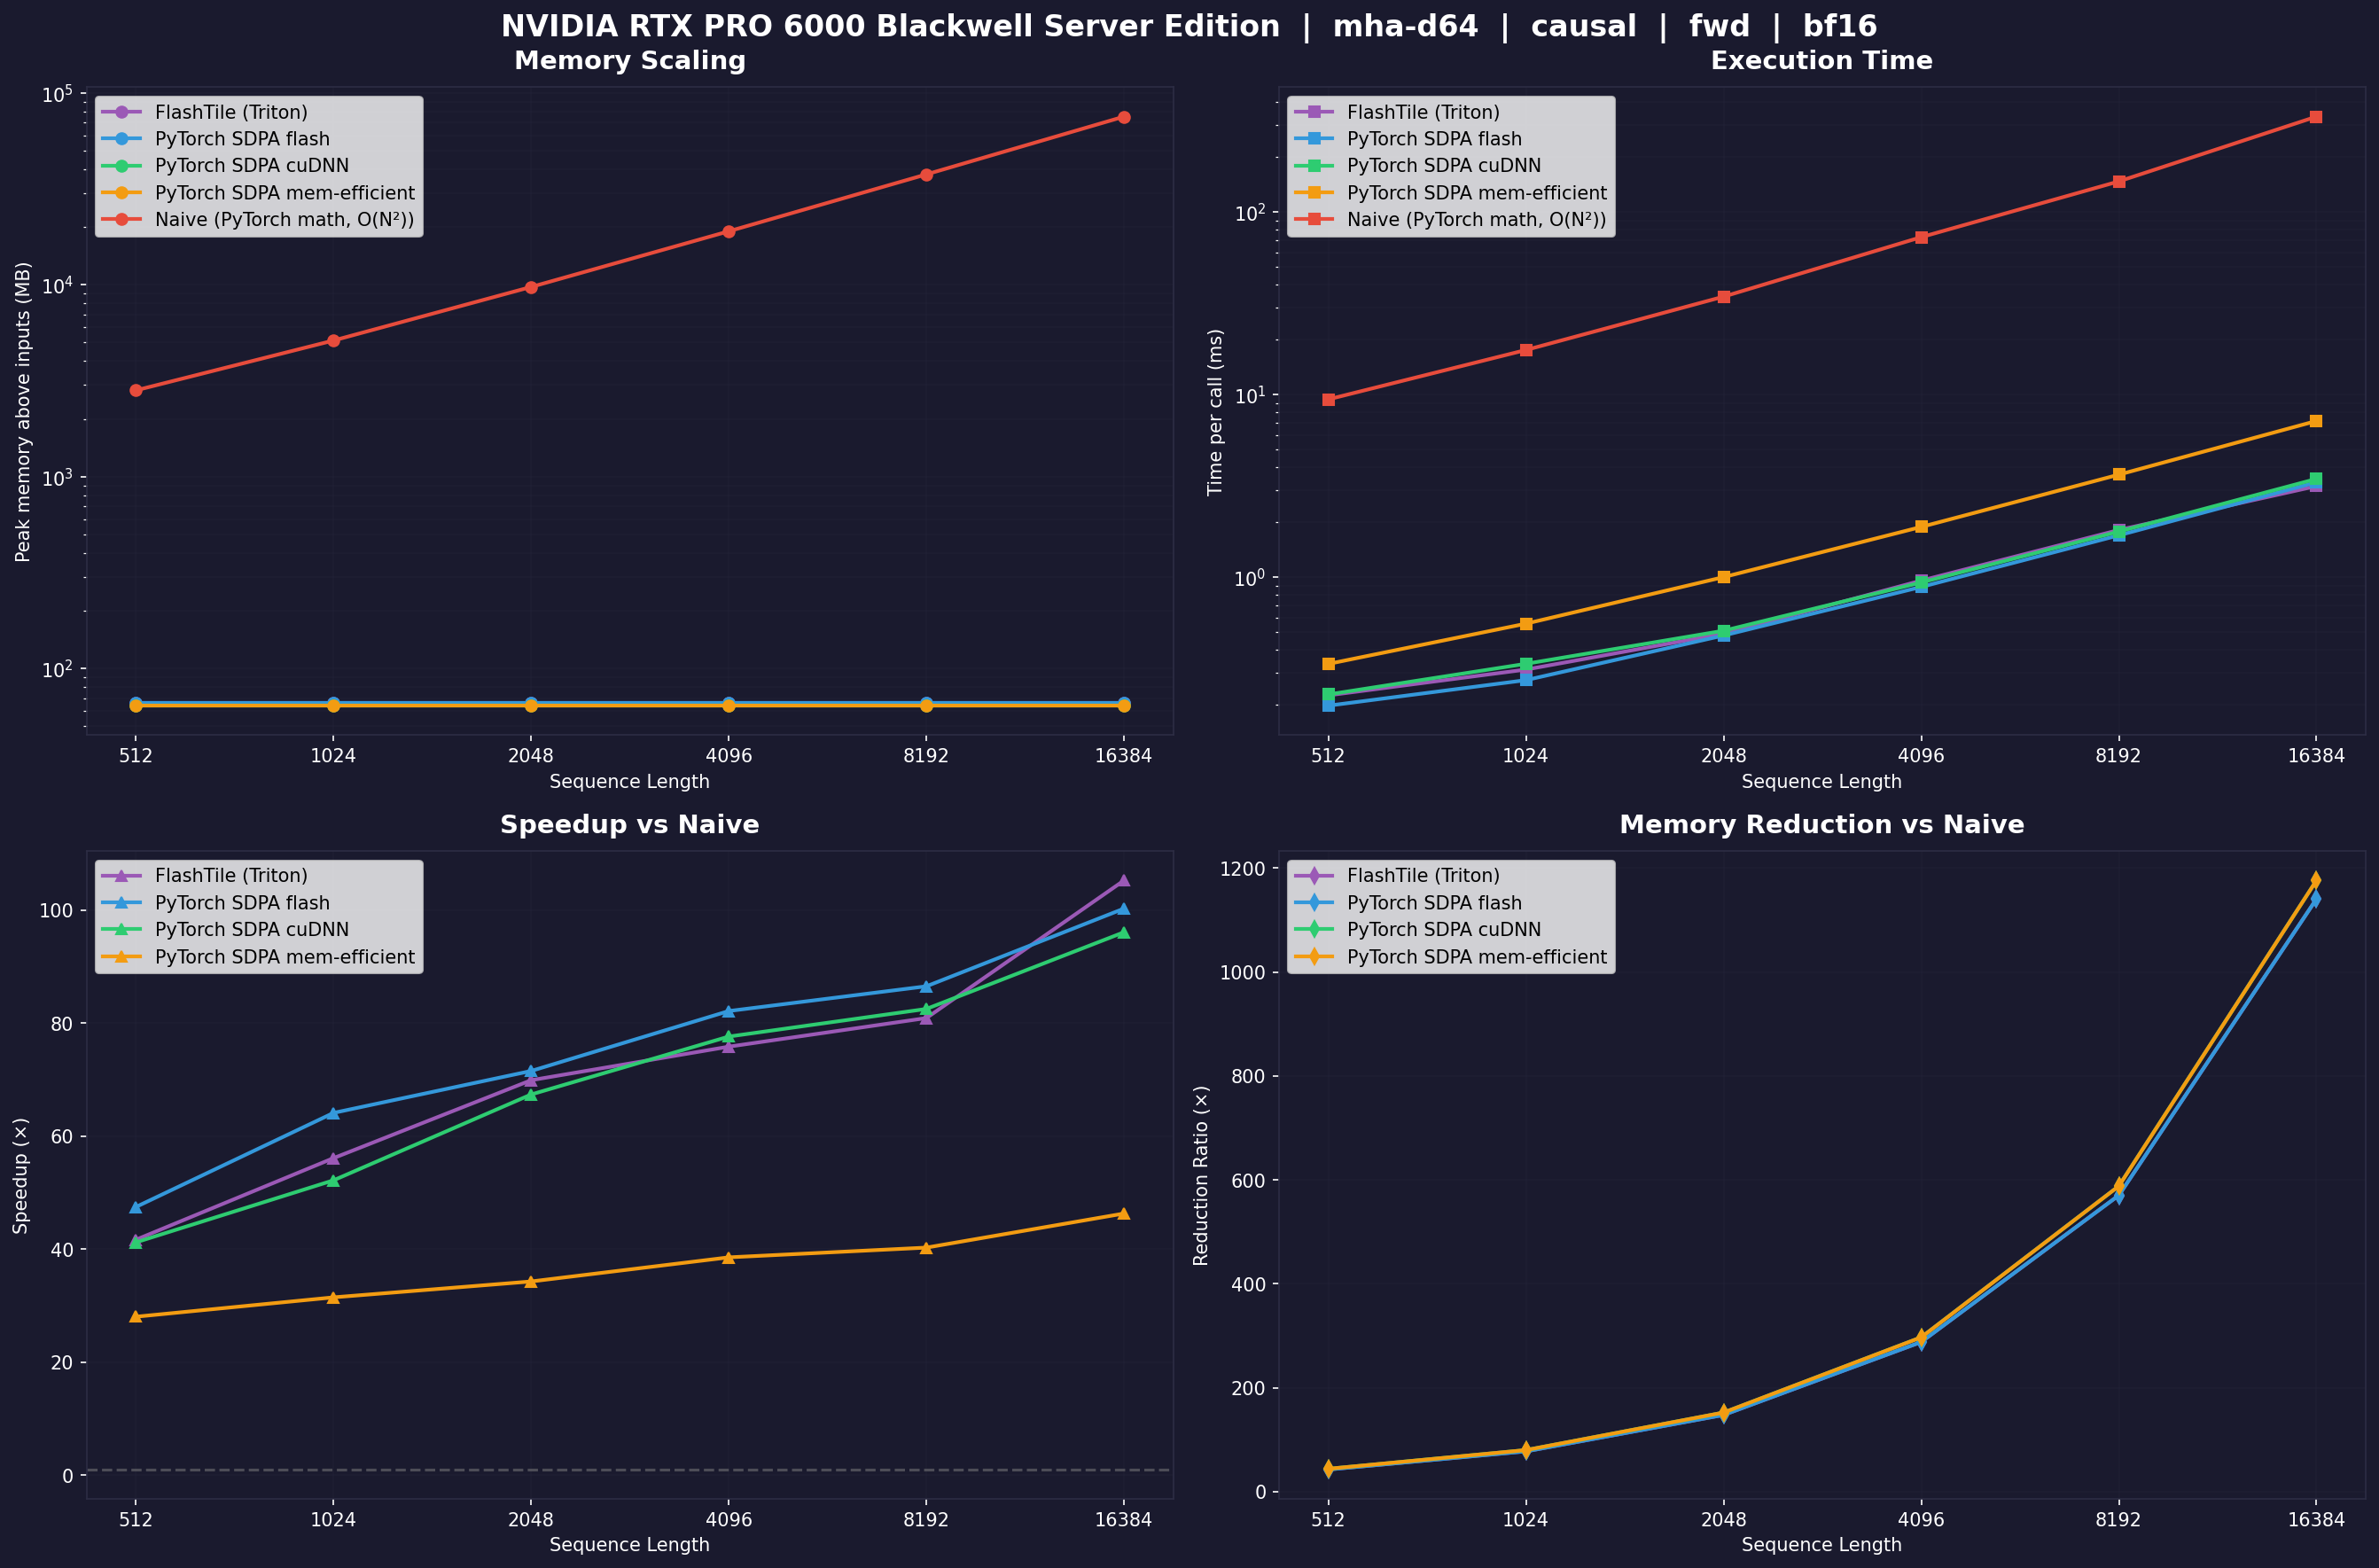 NVIDIA RTX PRO 6000 Blackwell Server Edition | mha-d64 | causal | fwd | bf16
Memory Scaling
FlashTile (Triton)
PyTorch SDPA flash
PyTorch SDPA cuDNN
PyTorch SDPA mem-efficient
Naive (PyTorch math, O(N²))
Peak memory above inputs (MB)
10⁵
10⁴
10³
10²
512 1024 2048 4096 8192 16384
Sequence Length
Execution Time
FlashTile (Triton)
PyTorch SDPA flash
PyTorch SDPA cuDNN
PyTorch SDPA mem-efficient
Naive (PyTorch math, O(N²))
Time per call (ms)
10²
10¹
10⁰
512 1024 2048 4096 8192 16384
Sequence Length
Speedup vs Naive
FlashTile (Triton)
PyTorch SDPA flash
PyTorch SDPA cuDNN
PyTorch SDPA mem-efficient
Speedup (×)
100
80
60
40
20
0
512 1024 2048 4096 8192 16384
Sequence Length
Memory Reduction vs Naive
FlashTile (Triton)
PyTorch SDPA flash
PyTorch SDPA cuDNN
PyTorch SDPA mem-efficient
Reduction Ratio (×)
1200
1000
800
600
400
200
0
512 1024 2048 4096 8192 16384
Sequence Length